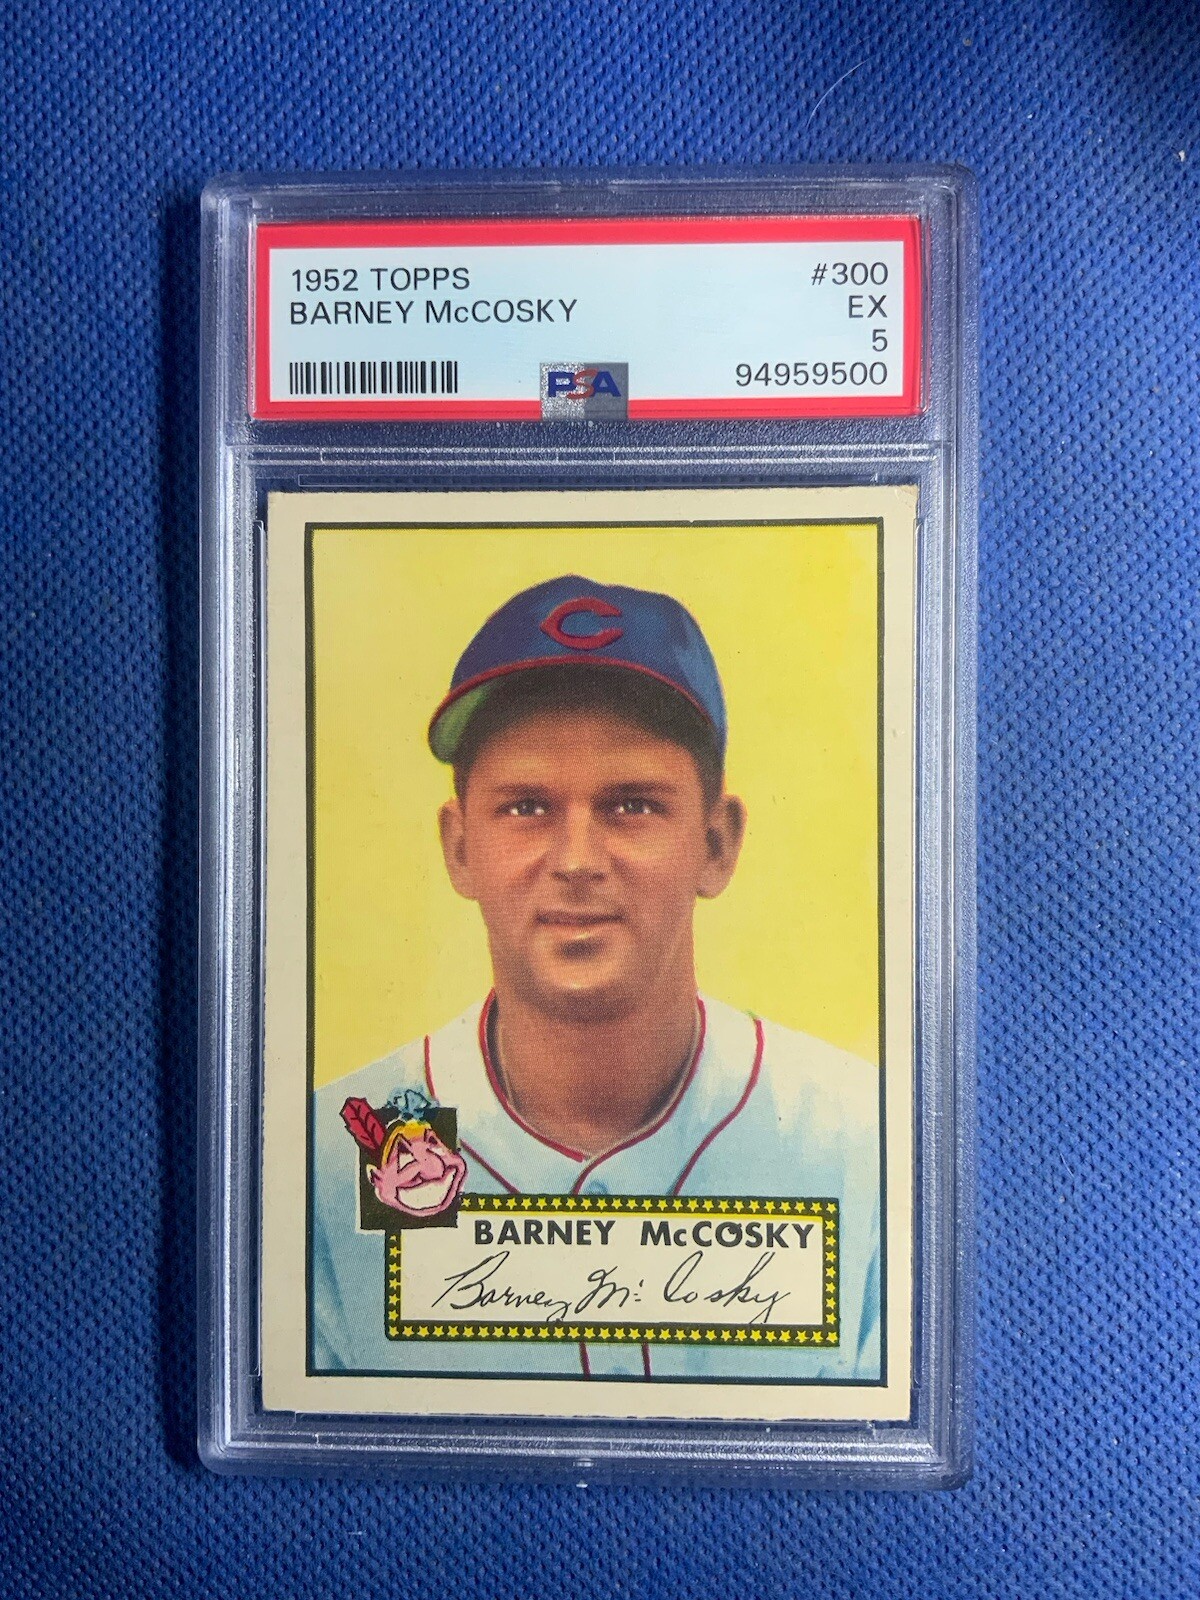 1952 TOPPS #300
BARNEY McCOSKY EX
5
PSA 94959500
C
BARNEY McCOSKY
Barney McCosky